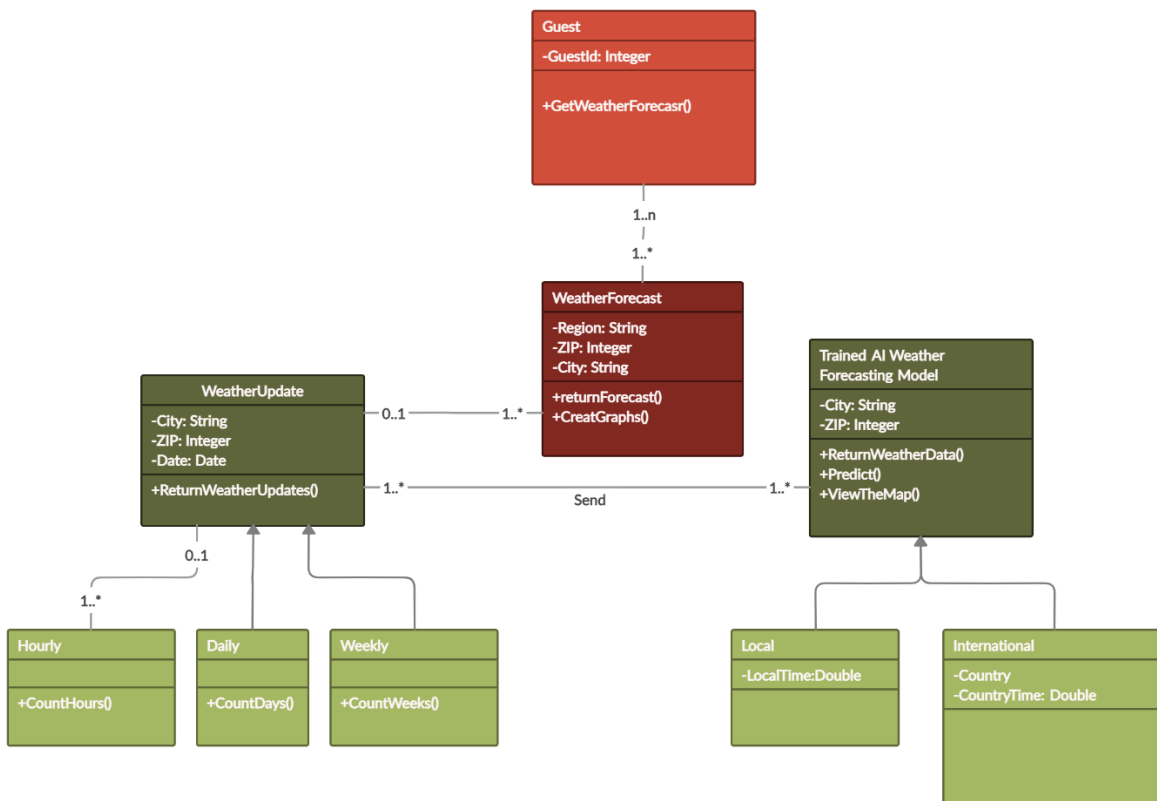 Guest
-GuestId: Integer
+GetWeatherForecasr()
1..n
1..*
WeatherForecast
-Region: String
-ZIP: Integer
-City: String
+returnForecast()
+CreatGraphs()
Trained AI Weather
Forecasting Model
-City: String
-ZIP: Integer
+ReturnWeatherData()
+Predict()
+ViewTheMap()
WeatherUpdate
-City: String
-ZIP: Integer
-Date: Date
+ReturnWeatherUpdates()
0..1
1..*
1..*
Send
1..*
0..1
1..*
Hourly
+CountHours()
Daily
+CountDays()
Weekly
+CountWeeks()
Local
-LocalTime:Double
International
-Country
-CountryTime: Double